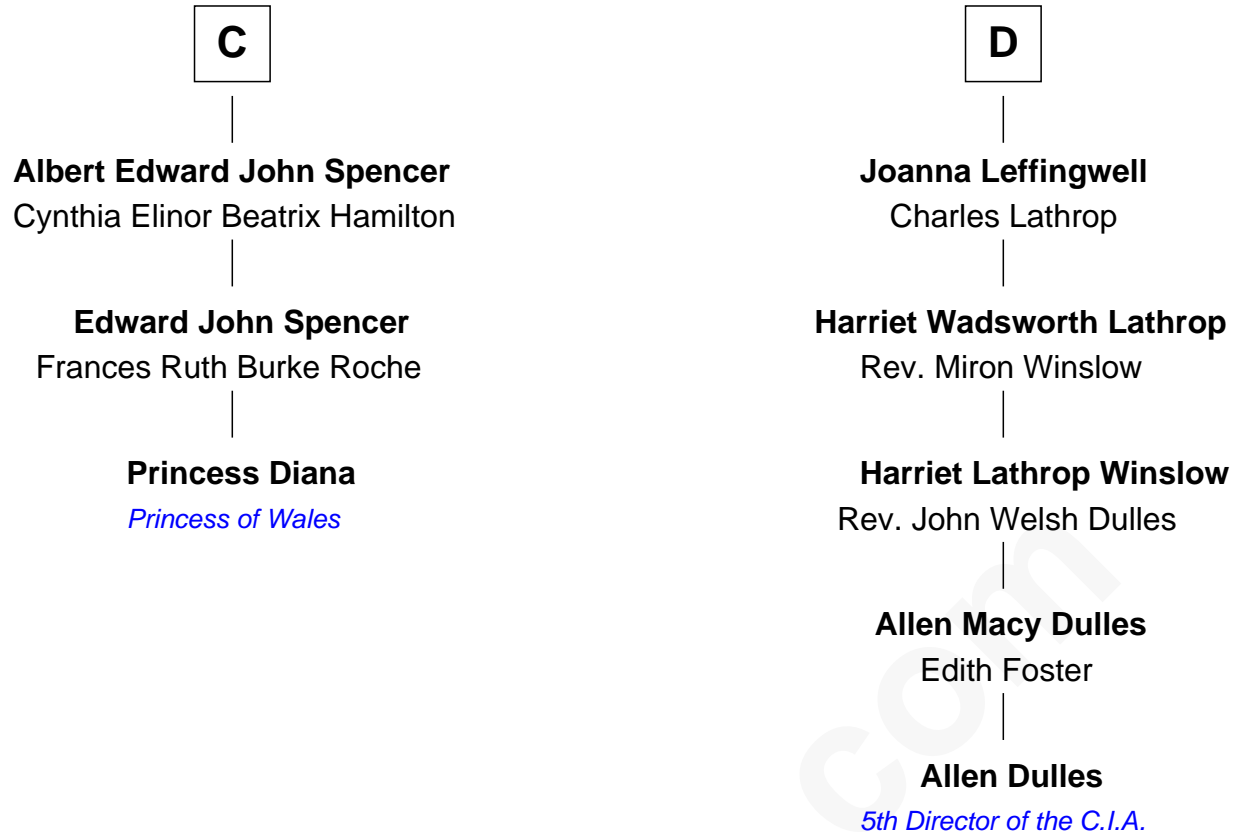 C
Albert Edward John Spencer
Cynthia Elinor Beatrix Hamilton
Edward John Spencer
Frances Ruth Burke Roche
Princess Diana
Princess of Wales
D
Joanna Leffingwell
Charles Lathrop
Harriet Wadsworth Lathrop
Rev. Miron Winslow
Harriet Lathrop Winslow
Rev. John Welsh Dulles
Allen Macy Dulles
Edith Foster
Allen Dulles
5th Director of the C.I.A.
com